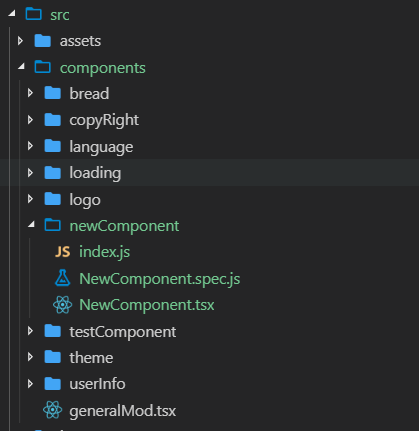 src
assets
components
bread
copyRight
language
loading
logo
newComponent
JS index.js
NewComponent.spec.js
NewComponent.tsx
testComponent
theme
userInfo
generalMod.tsx